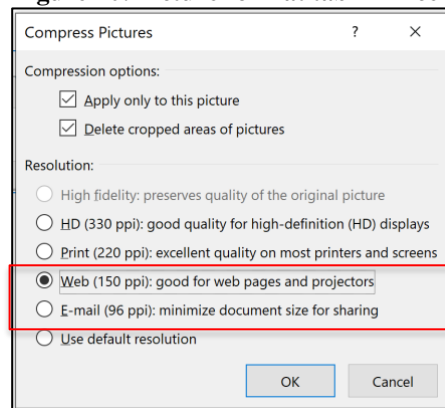 Compress Pictures ? ×
Compression options:
Apply only to this picture
Delete cropped areas of pictures
Resolution:
High fidelity: preserves quality of the original picture
HD (330 ppi): good quality for high-definition (HD) displays
Print (220 ppi): excellent quality on most printers and screens
Web (150 ppi): good for web pages and projectors
E-mail (96 ppi): minimize document size for sharing
Use default resolution
OK Cancel